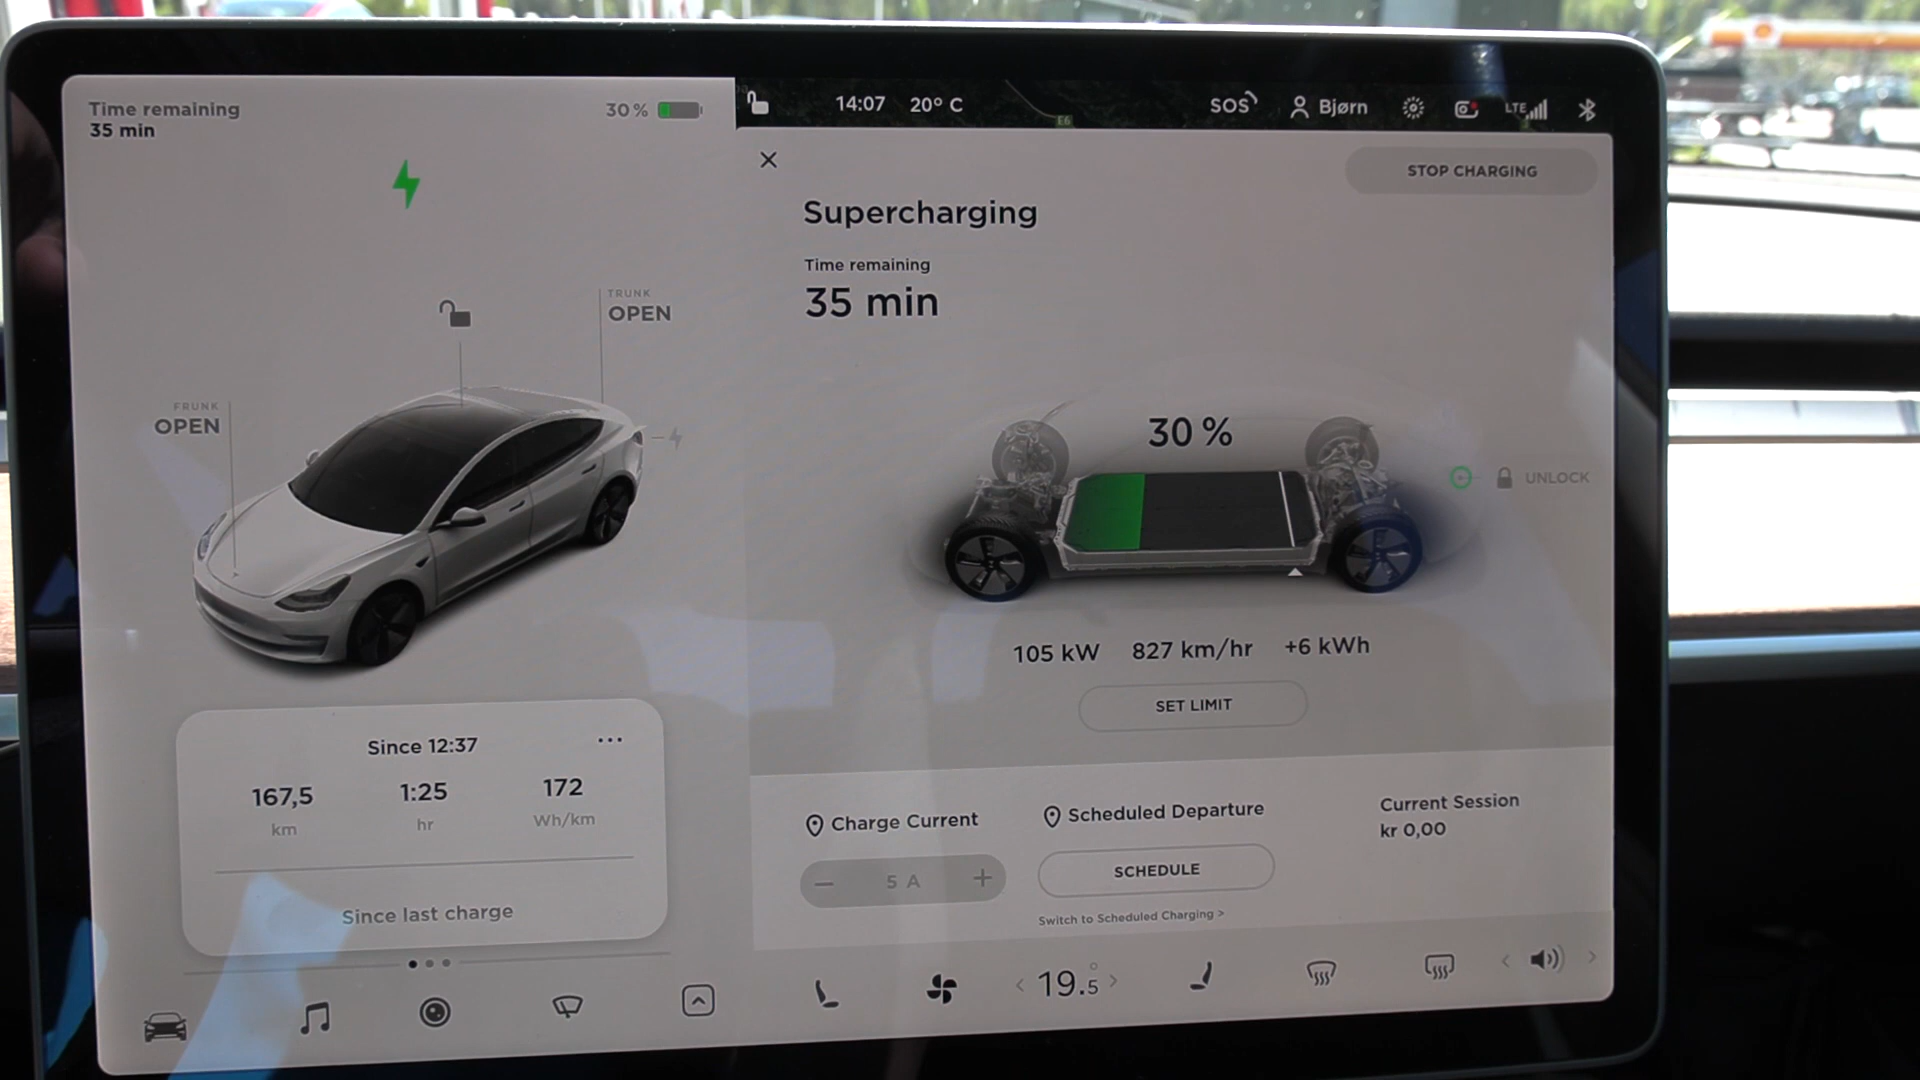 Time remaining
35 min
30 %
14:07
20° C
E6
SOS
Bjørn
LTE
STOP CHARGING
Supercharging
Time remaining
35 min
TRUNK
OPEN
FRUNK
OPEN
30 %
UNLOCK
105 kW 827 km/hr +6 kWh
SET LIMIT
Since 12:37
...
167,5 1:25 172
km hr Wh/km
Since last charge
Charge Current
5 A
Scheduled Departure
SCHEDULE
Switch to Scheduled Charging >
Current Session
kr 0,00
19.5°